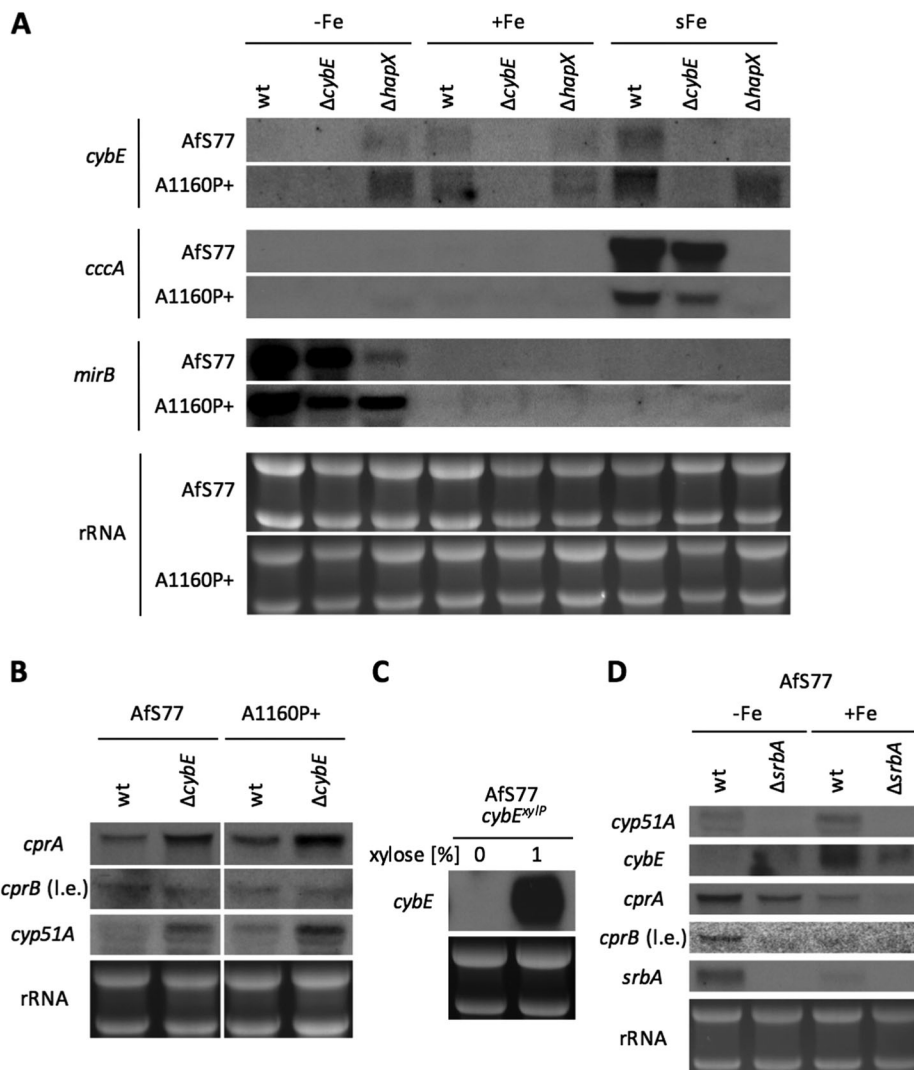 A
-Fe +Fe sFe
wt ΔcybE ΔhapX wt ΔcybE ΔhapX wt ΔcybE ΔhapX
cybE
AfS77
A1160P+
cccA
AfS77
A1160P+
mirB
AfS77
A1160P+
rRNA
AfS77
A1160P+
B
AfS77 A1160P+
wt ΔcybE wt ΔcybE
cprA
cprB (l.e.)
cyp51A
rRNA
C
AfS77
cybE^xylP
xylose [%] 0 1
cybE
D
AfS77
-Fe +Fe
wt ΔsrbA wt ΔsrbA
cyp51A
cybE
cprA
cprB (l.e.)
srbA
rRNA